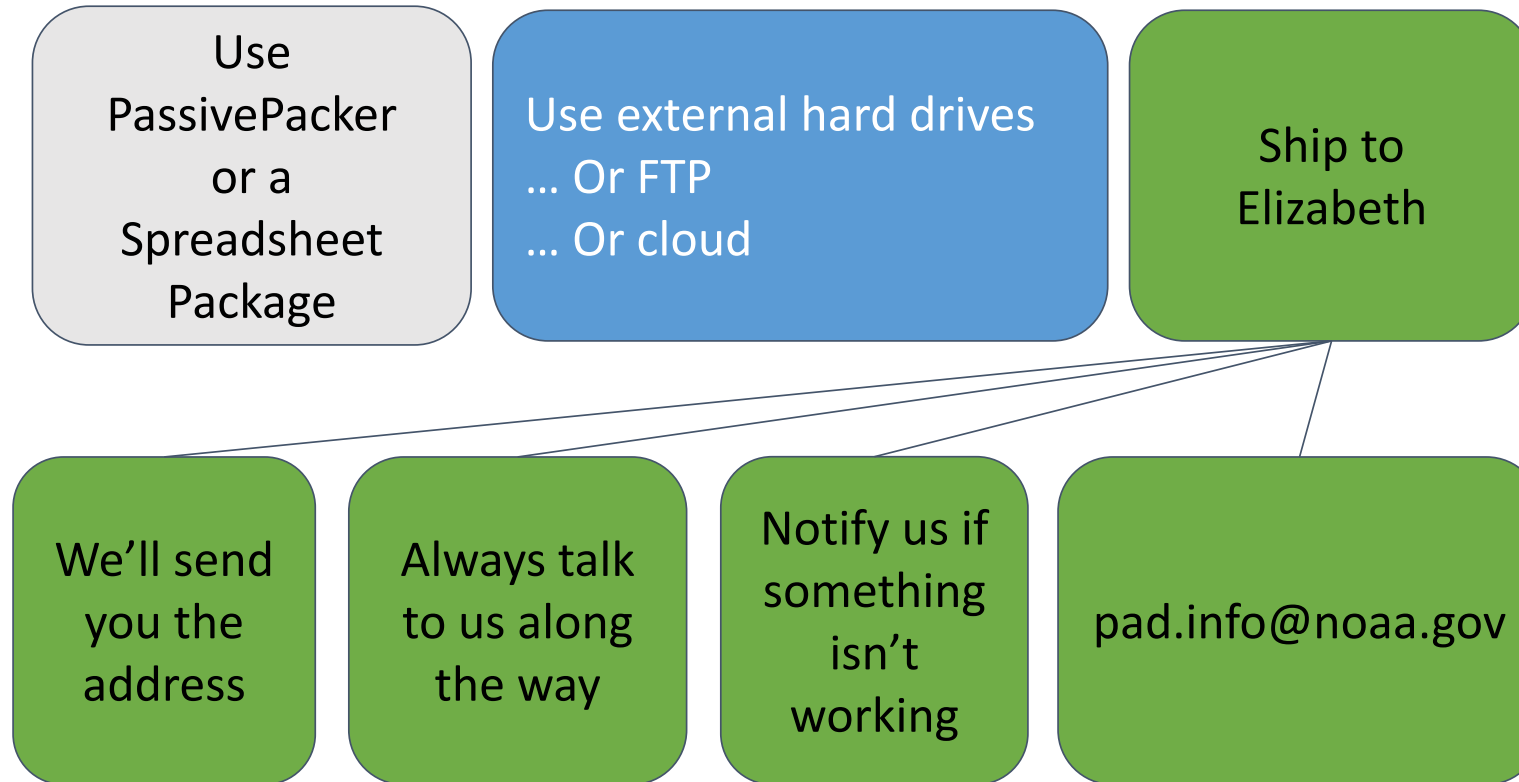 Use
PassivePacker
or a
Spreadsheet
Package
Use external hard drives
... Or FTP
... Or cloud
Ship to
Elizabeth
We’ll send
you the
address
Always talk
to us along
the way
Notify us if
something
isn’t
working
pad.info@noaa.gov